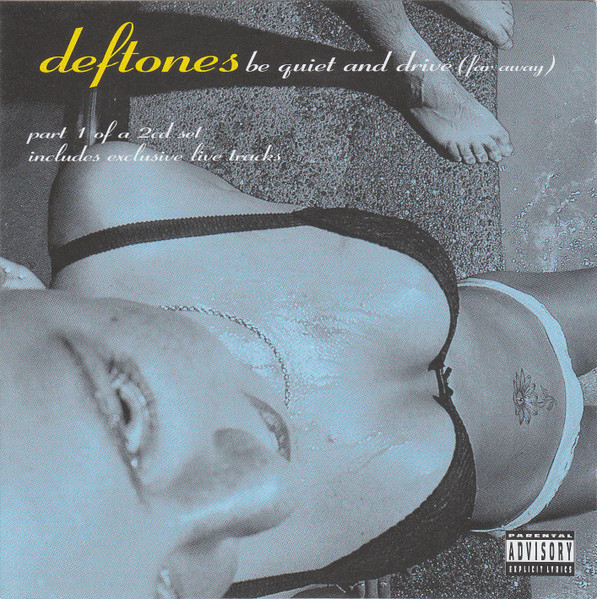 deftones be quiet and drive (far away)
part 1 of a 2cd set
includes exclusive live tracks
PARENTAL
ADVISORY
EXPLICIT LYRICS